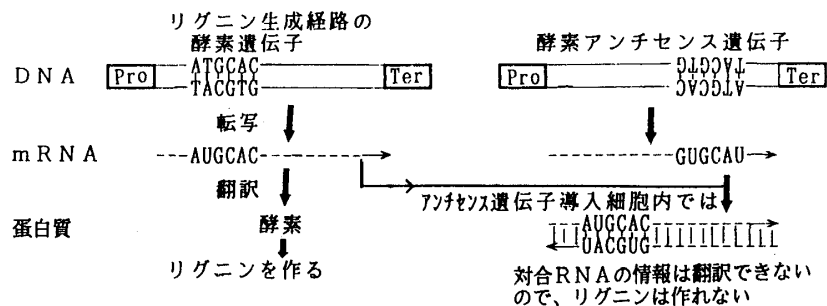 リグニン生成経路の
酵素遺伝子
酵素アンチセンス遺伝子
DNA
Pro
ATGCAC
TACGTG
Ter
Pro
GTGCAT
CACGTA
Ter
転写
mRNA
---AUGCAC---
GUGCAU
翻訳
アンチセンス遺伝子導入細胞内では
蛋白質
酵素
AUGCAC
UACGUG
リグニンを作る
対合RNAの情報は翻訳できない
ので、リグニンは作れない